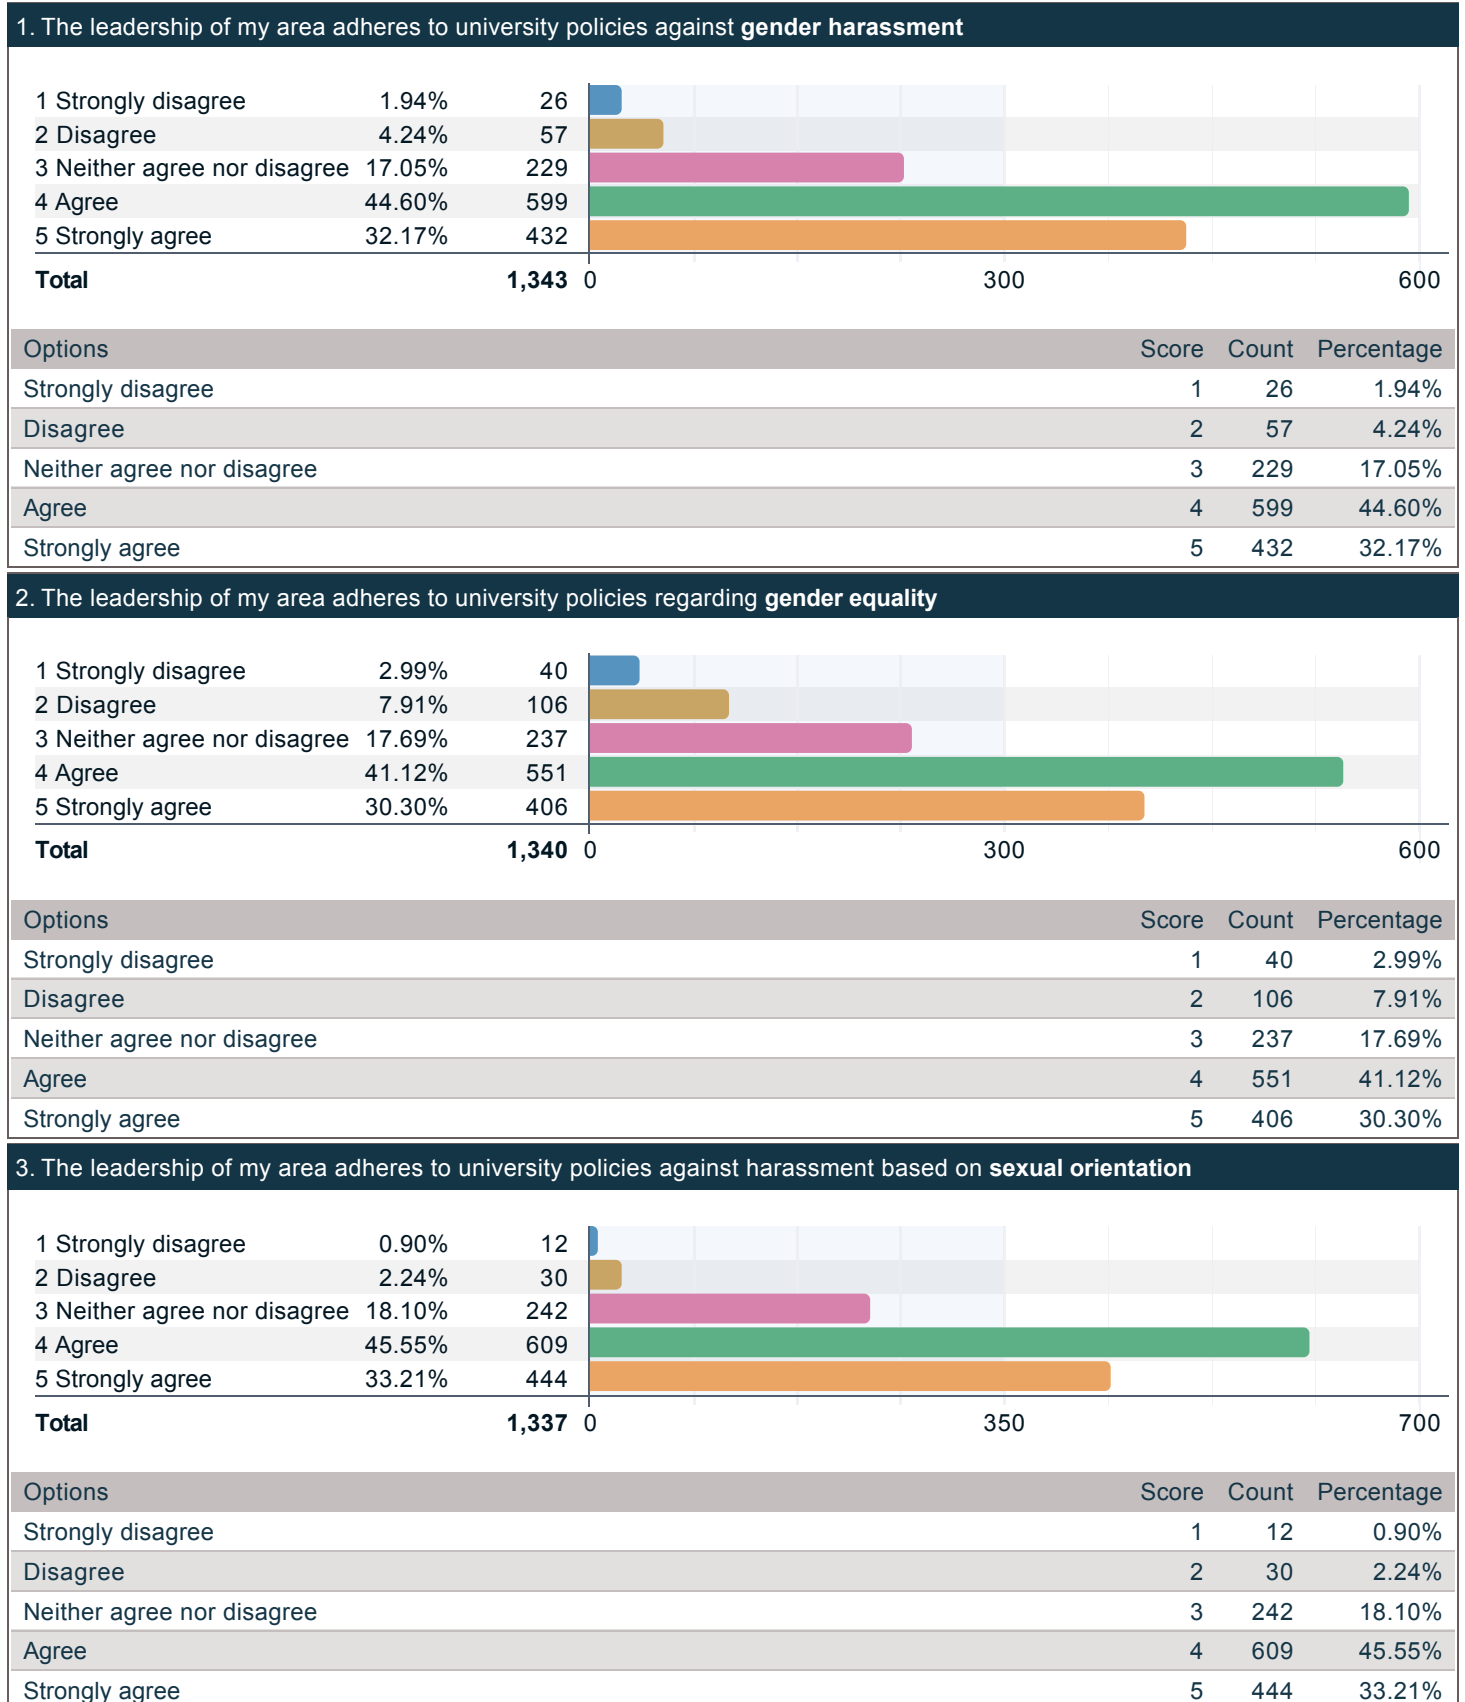 1. The leadership of my area adheres to university policies against gender harassment
1 Strongly disagree 1.94% 26
2 Disagree 4.24% 57
3 Neither agree nor disagree 17.05% 229
4 Agree 44.60% 599
5 Strongly agree 32.17% 432
Total 1,343 0 300 600
Options Score Count Percentage
Strongly disagree 1 26 1.94%
Disagree 2 57 4.24%
Neither agree nor disagree 3 229 17.05%
Agree 4 599 44.60%
Strongly agree 5 432 32.17%
2. The leadership of my area adheres to university policies regarding gender equality
1 Strongly disagree 2.99% 40
2 Disagree 7.91% 106
3 Neither agree nor disagree 17.69% 237
4 Agree 41.12% 551
5 Strongly agree 30.30% 406
Total 1,340 0 300 600
Options Score Count Percentage
Strongly disagree 1 40 2.99%
Disagree 2 106 7.91%
Neither agree nor disagree 3 237 17.69%
Agree 4 551 41.12%
Strongly agree 5 406 30.30%
3. The leadership of my area adheres to university policies against harassment based on sexual orientation
1 Strongly disagree 0.90% 12
2 Disagree 2.24% 30
3 Neither agree nor disagree 18.10% 242
4 Agree 45.55% 609
5 Strongly agree 33.21% 444
Total 1,337 0 350 700
Options Score Count Percentage
Strongly disagree 1 12 0.90%
Disagree 2 30 2.24%
Neither agree nor disagree 3 242 18.10%
Agree 4 609 45.55%
Strongly agree 5 444 33.21%